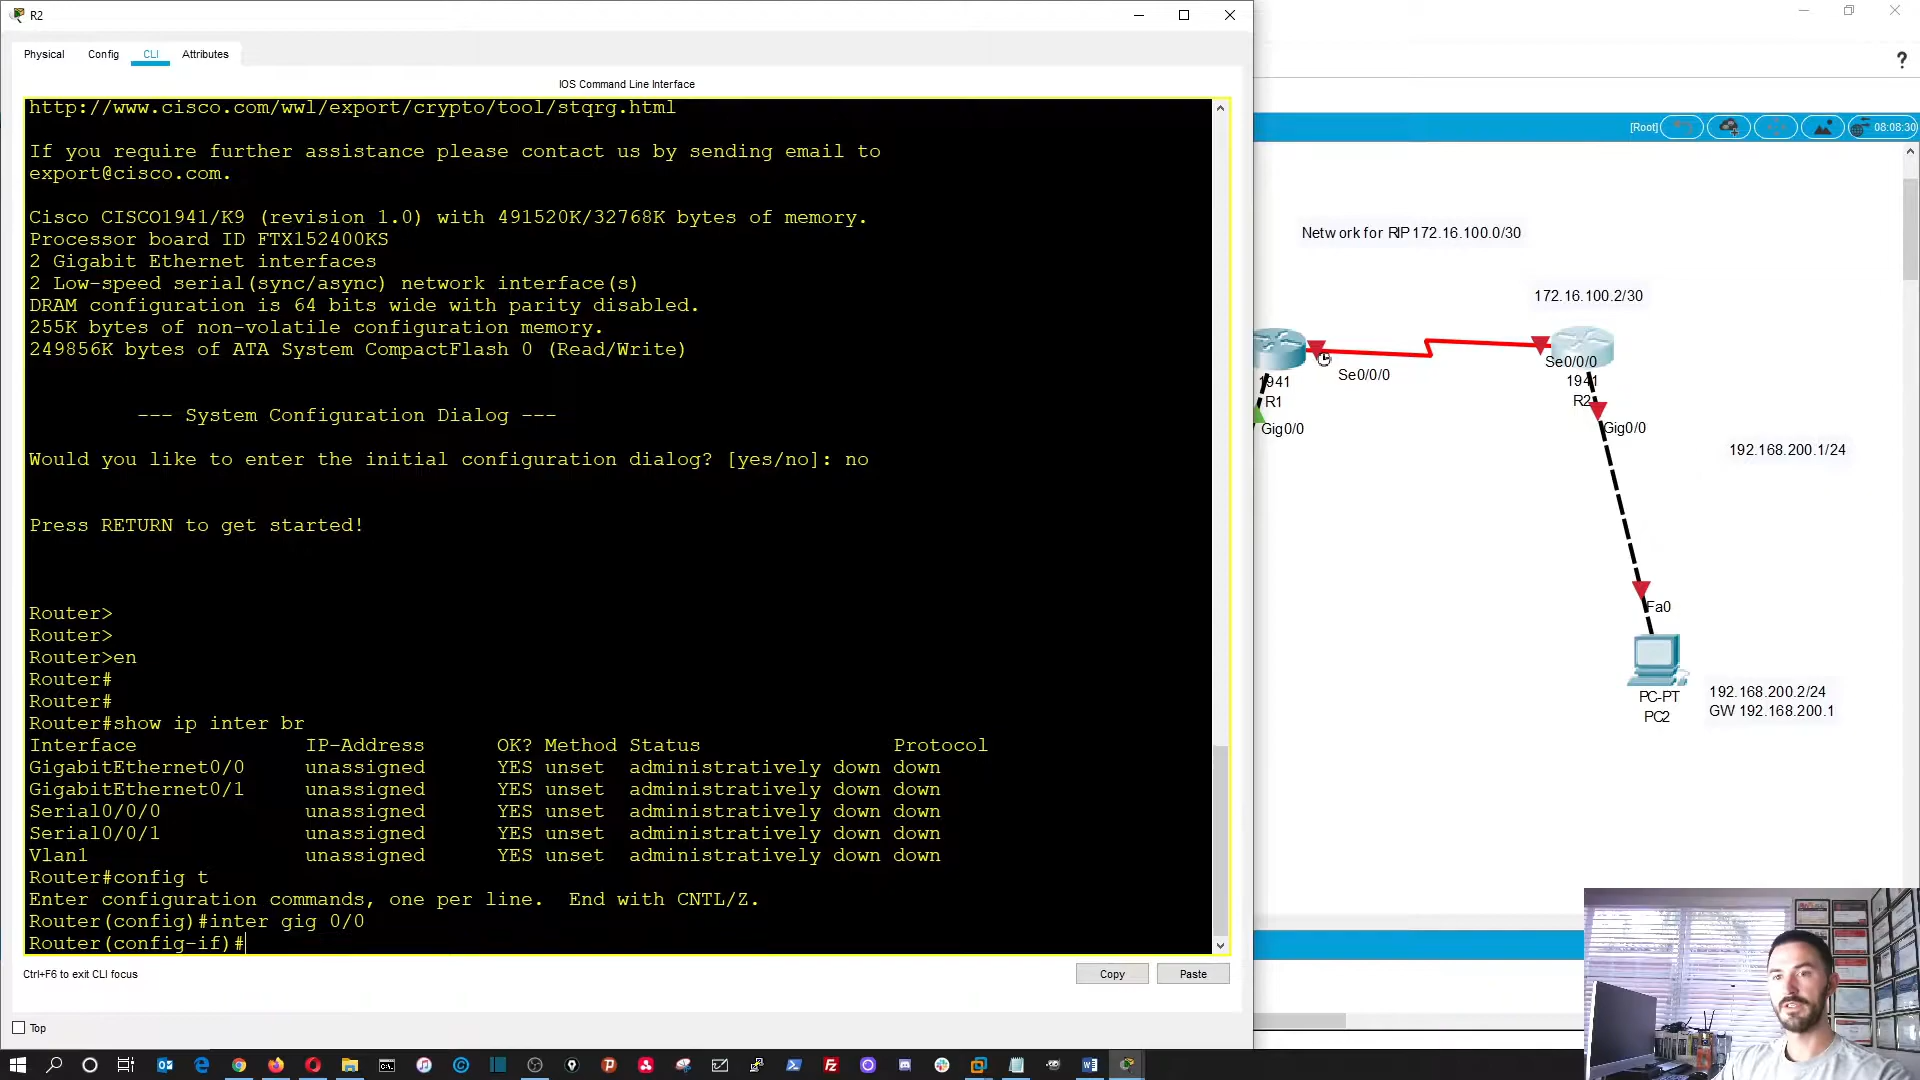 R2
Physical Config CLI Attributes
IOS Command Line Interface
http://www.cisco.com/wwl/export/crypto/tool/stqrg.html
If you require further assistance please contact us by sending email to
export@cisco.com.
Cisco CISCO1941/K9 (revision 1.0) with 491520K/32768K bytes of memory.
Processor board ID FTX152400KS
2 Gigabit Ethernet interfaces
2 Low-speed serial(sync/async) network interface(s)
DRAM configuration is 64 bits wide with parity disabled.
255K bytes of non-volatile configuration memory.
249856K bytes of ATA System CompactFlash 0 (Read/Write)
--- System Configuration Dialog ---
Would you like to enter the initial configuration dialog? [yes/no]: no
Press RETURN to get started!
Router>
Router>
Router>en
Router#
Router#
Router#show ip inter br
Interface IP-Address OK? Method Status Protocol
GigabitEthernet0/0 unassigned YES unset administratively down down
GigabitEthernet0/1 unassigned YES unset administratively down down
Serial0/0/0 unassigned YES unset administratively down down
Serial0/0/1 unassigned YES unset administratively down down
Vlan1 unassigned YES unset administratively down down
Router#config t
Enter configuration commands, one per line. End with CNTL/Z.
Router(config)#inter gig 0/0
Router(config-if)#
Ctrl+F6 to exit CLI focus
Copy
Paste
Top
?
[Root]
08:08:30
Network for RIP 172.16.100.0/30
172.16.100.2/30
Se0/0/0
1941
R1
Gig0/0
Se0/0/0
1941
R2
Gig0/0
192.168.200.1/24
Fa0
PC-PT
PC2
192.168.200.2/24
GW 192.168.200.1